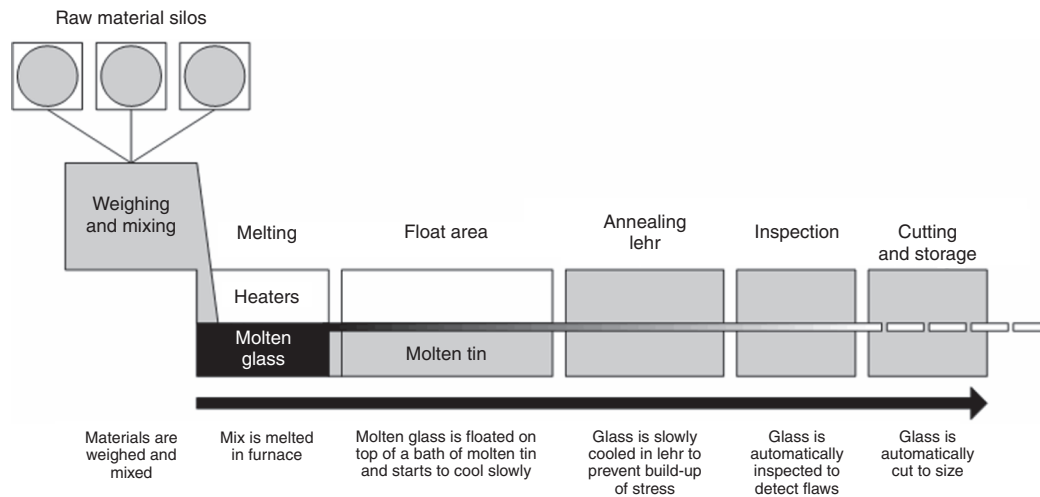 Raw material silos
Weighing
and mixing
Melting
Float area
Annealing
lehr
Inspection
Cutting
and storage
Heaters
Molten
glass
Molten tin
Materials are
weighed and
mixed
Mix is melted
in furnace
Molten glass is floated on
top of a bath of molten tin
and starts to cool slowly
Glass is slowly
cooled in lehr to
prevent build-up
of stress
Glass is
automatically
inspected to
detect flaws
Glass is
automatically
cut to size